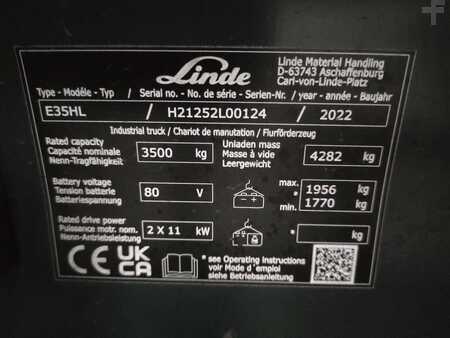 Linde
Linde Material Handling
D-63743 Aschaffenburg
Carl-von-Linde-Platz
Type - Modéle - Typ / Serial no. - No. de série - Serien-Nr. / year - année - Baujahr
E35HL / H21252L00124 / 2022
Industrial truck / Chariot de manutation / Flurförderzeug
Rated capacity
Capacité nominale
Nenn-Tragfähigkeit
3500 kg
Unladen mass
Masse à vide
Leergewicht
4282 kg
Battery voltage
Tension batterie
Batteriespannung
80 V
max. 1956 kg
*
min. 1770 kg
Rated drive power
Puissance motr. nom.
Nenn-Antriebsleistung
2 X 11 kW
* kg
CE UK
CA
* see Operating instructions
voir Mode d'emploi
siehe Betriebsanleitung